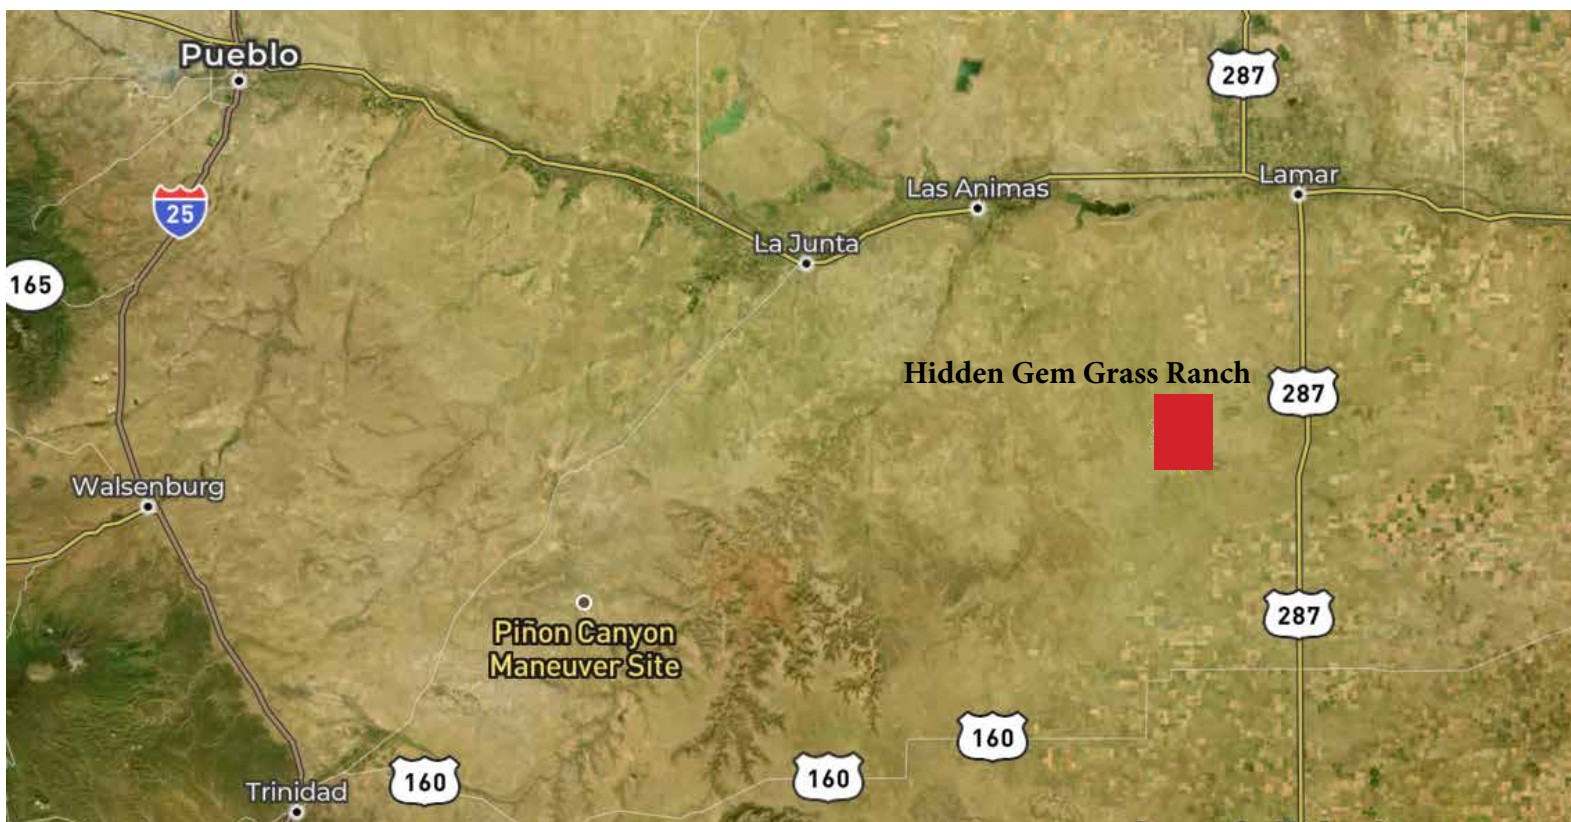 Pueblo
287
Las Animas
Lamar
25
La Junta
165
Hidden Gem Grass Ranch
287
Walsenburg
287
Piñon Canyon
Maneuver Site
160
160
160
Trinidad